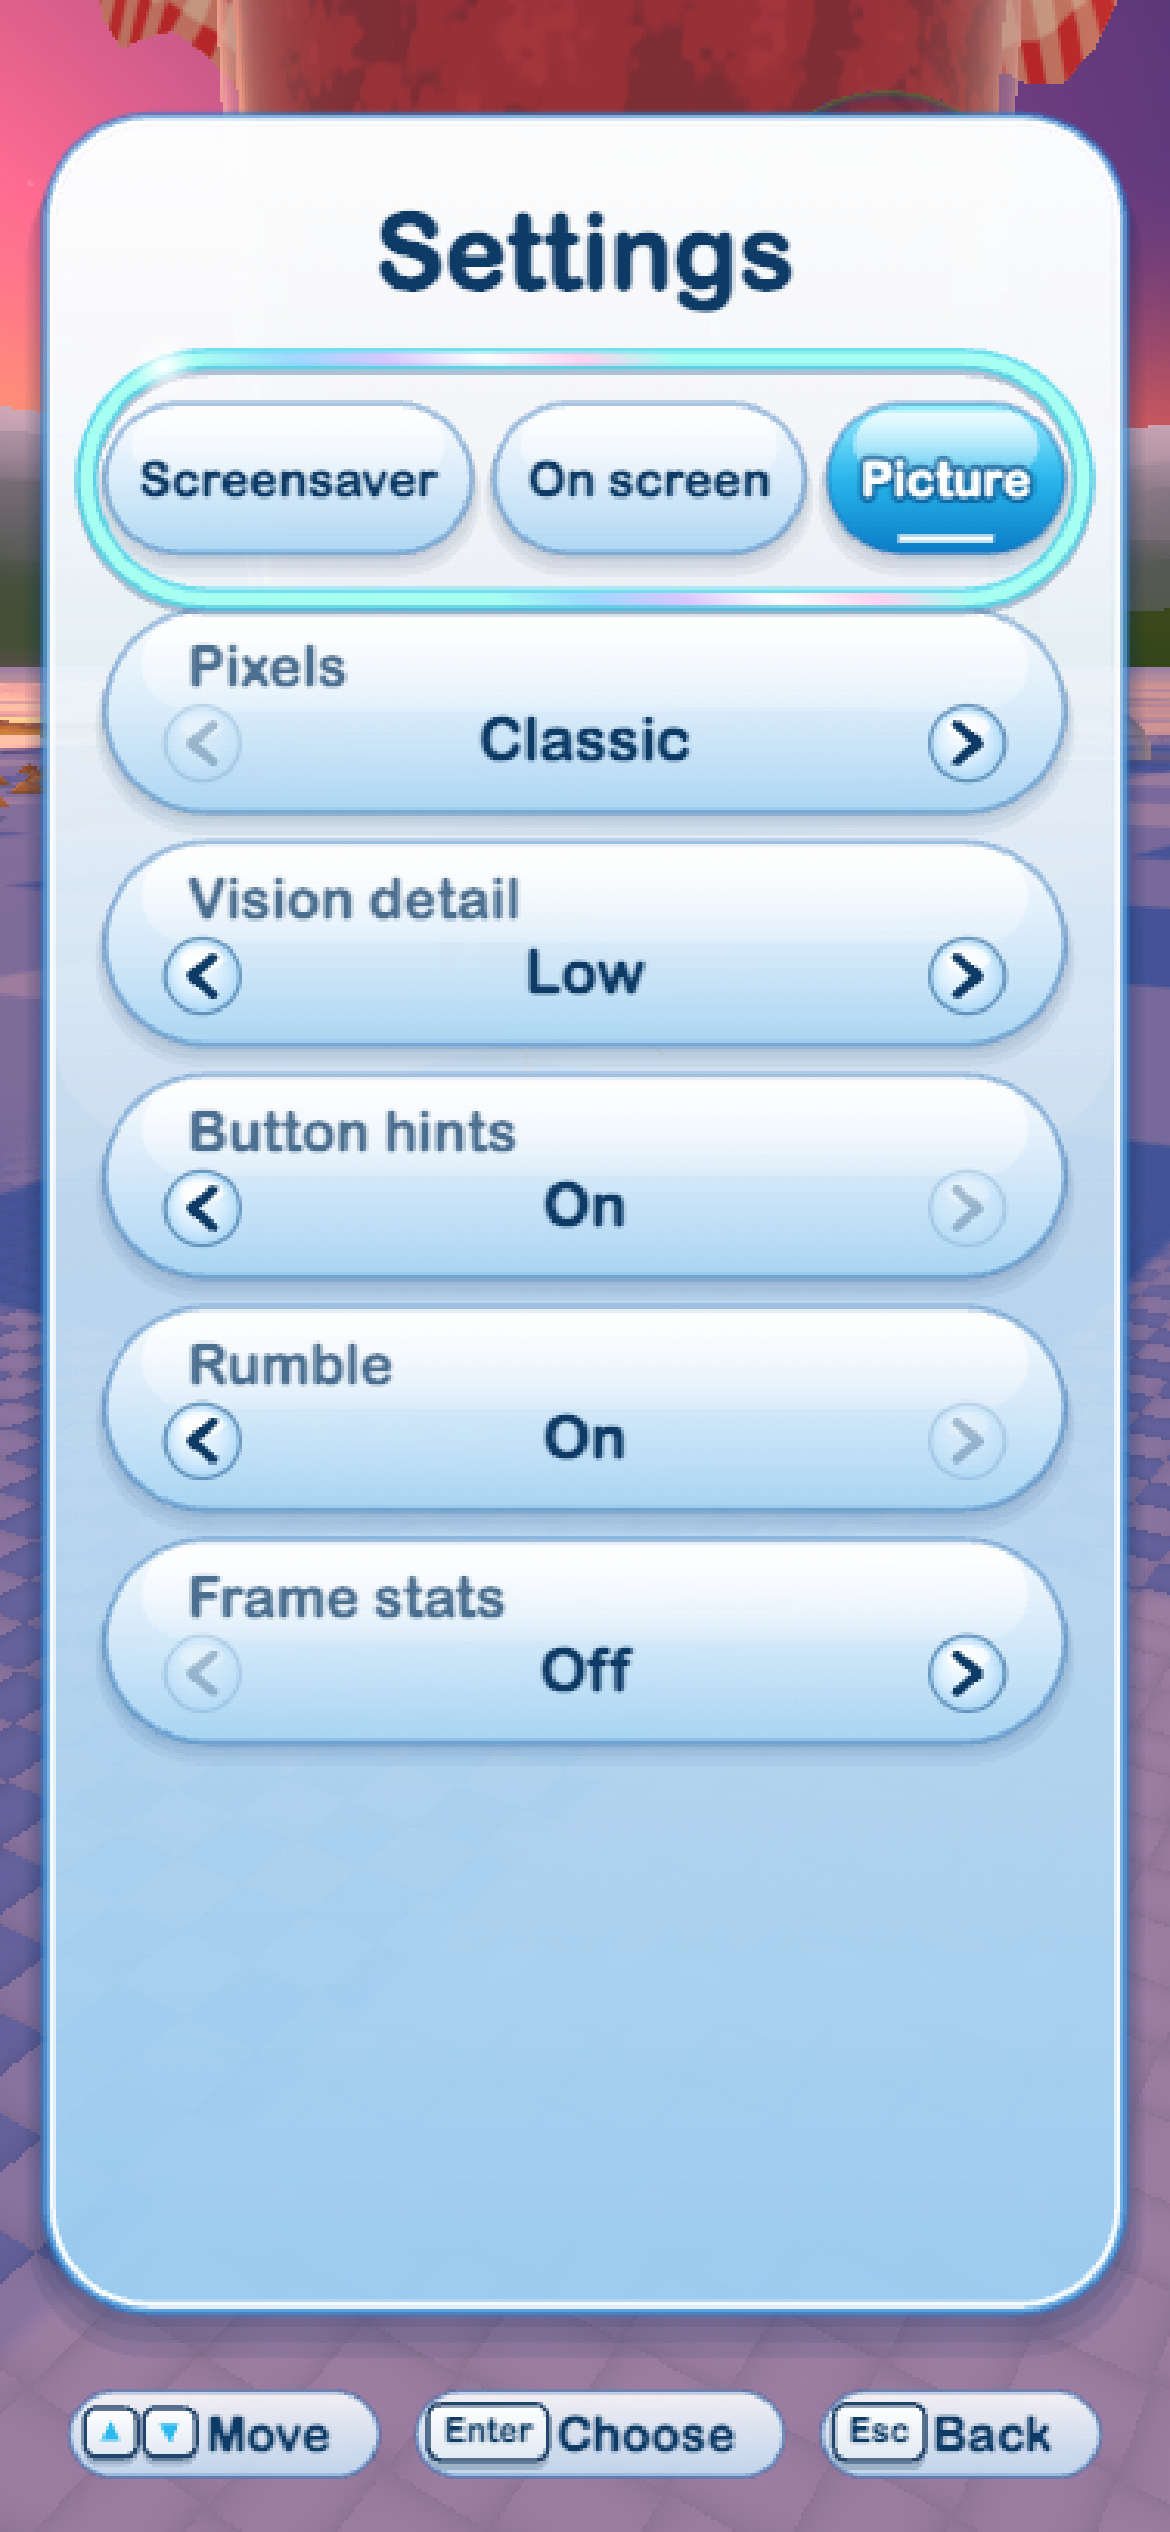 Settings
Screensaver On screen Picture
Pixels
Classic
Vision detail
Low
Button hints
On
Rumble
On
Frame stats
Off
Move Enter Choose Esc Back